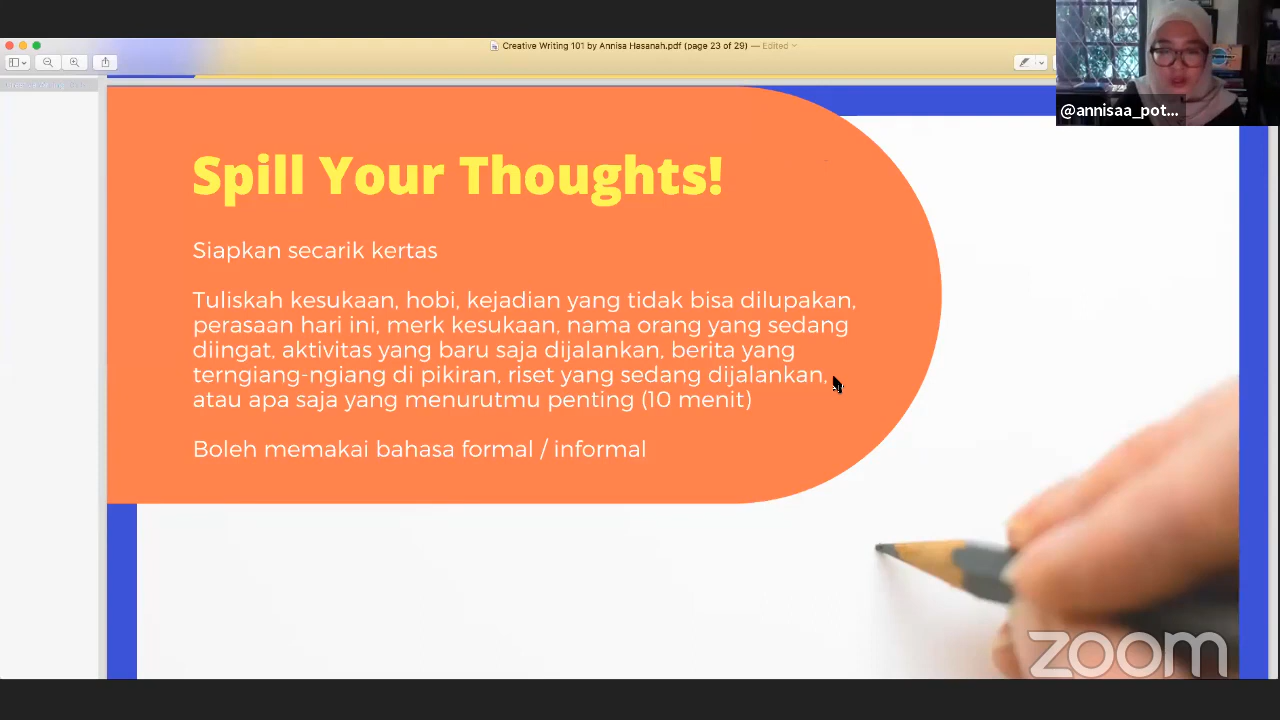 Creative Writing 101 by Annisa Hasanah.pdf (page 23 of 29) — Edited
@annisaa_pot...
Spill Your Thoughts!
Siapkan secarik kertas
Tuliskah kesukaan, hobi, kejadian yang tidak bisa dilupakan,
perasaan hari ini, merk kesukaan, nama orang yang sedang
diingat, aktivitas yang baru saja dijalankan, berita yang
terngiang-ngiang di pikiran, riset yang sedang dijalankan,
atau apa saja yang menurutmu penting (10 menit)
Boleh memakai bahasa formal / informal
zoom